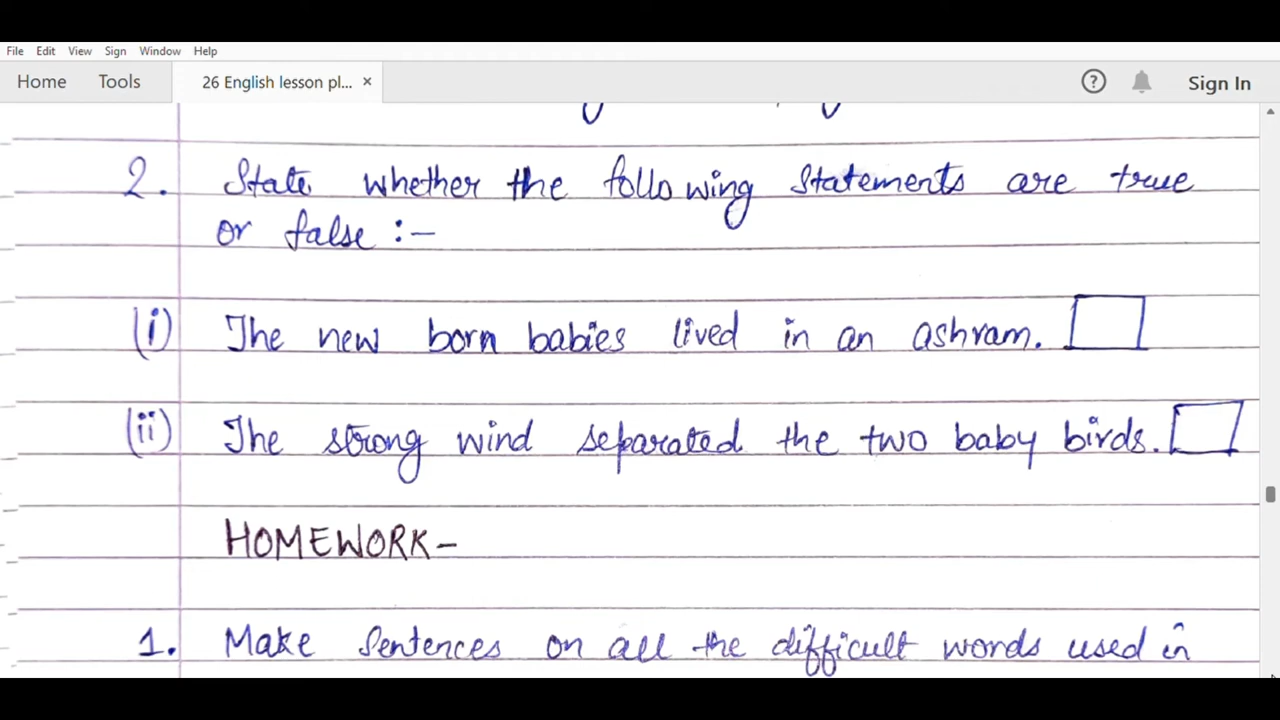 File Edit View Sign Window Help
Home Tools 26 English lesson pl... × ? Sign In
2. State whether the following statements are true
or false :-
(i) The new born babies lived in an ashram.
(ii) The strong wind separated the two baby birds.
HOMEWORK-
1. Make sentences on all the difficult words used in